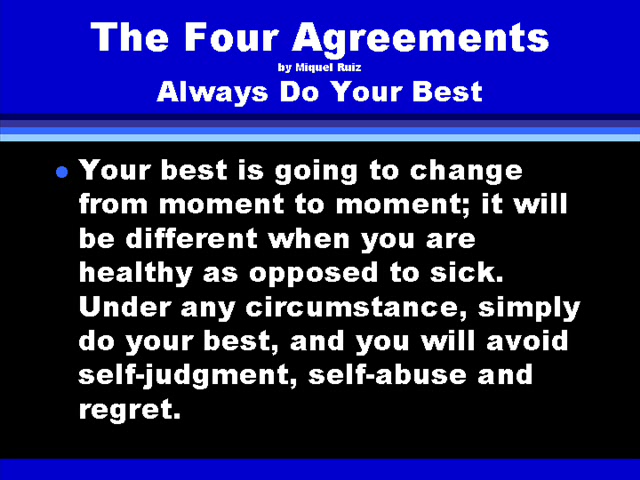 The Four Agreements
by Miquel Ruiz
Always Do Your Best
Your best is going to change
from moment to moment; it will
be different when you are
healthy as opposed to sick.
Under any circumstance, simply
do your best, and you will avoid
self-judgment, self-abuse and
regret.